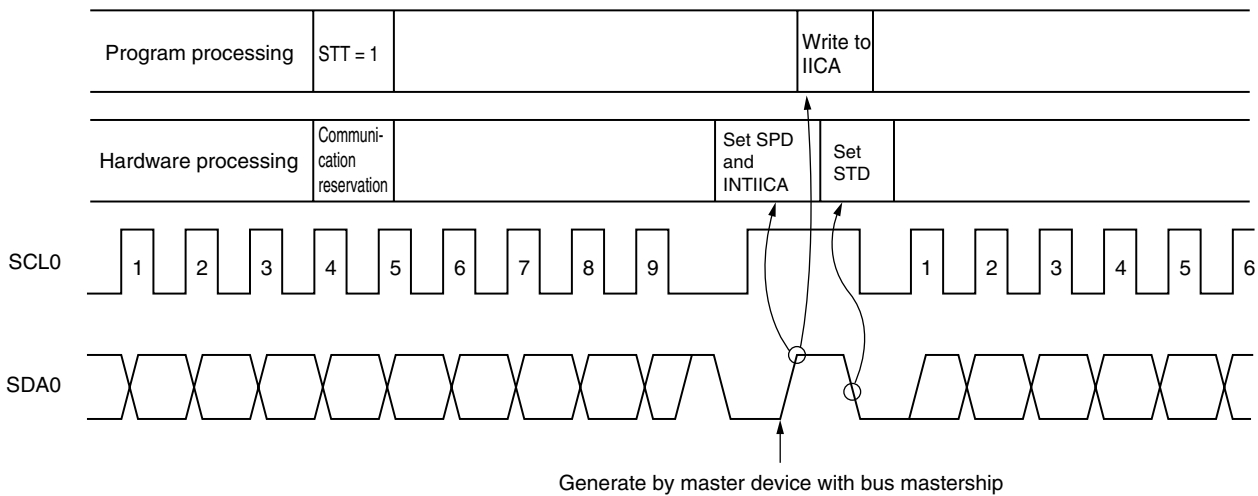 Program processing
STT = 1
Write to
IICA
Hardware processing
Communi-
cation
reservation
Set SPD
and
INTIICA
Set
STD
SCL0
1 2 3 4 5 6 7 8 9 1 2 3 4 5 6
SDA0
Generate by master device with bus mastership